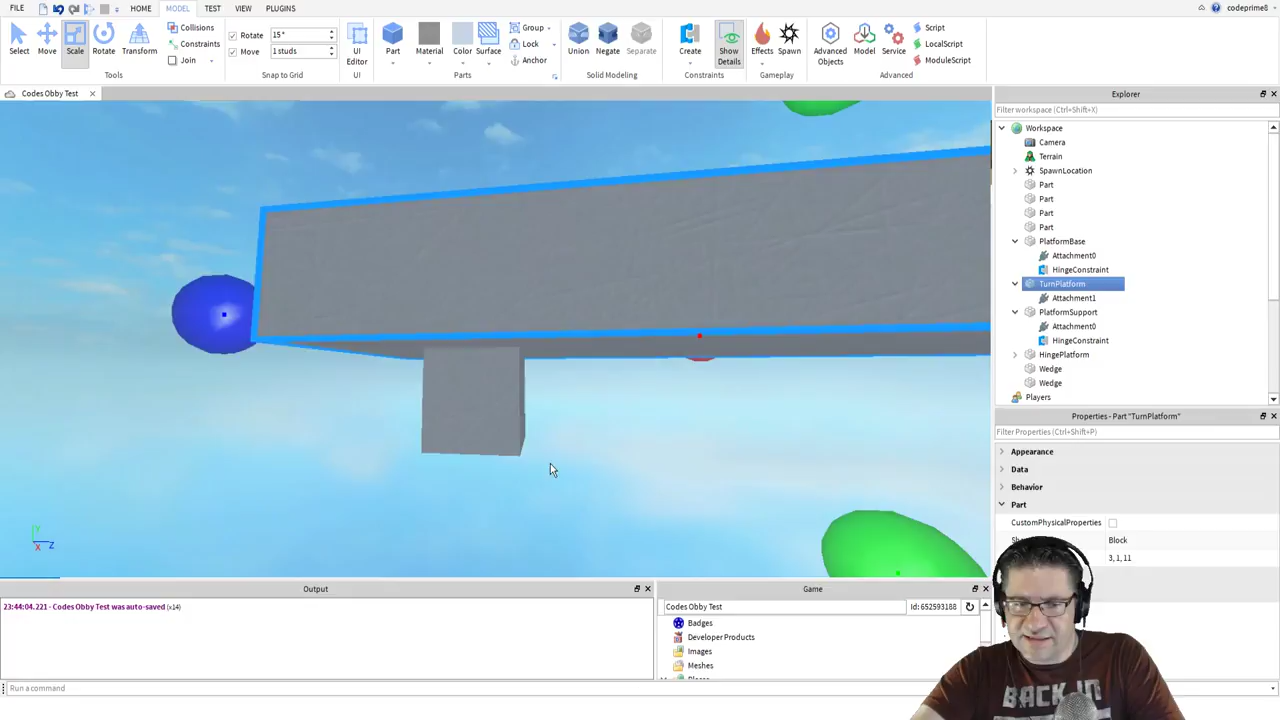 FILE HOME MODEL TEST VIEW PLUGINS codeprime8
Select Move Scale Rotate Transform Collisions Constraints Join
Rotate 15°
Move 1 studs
UI Editor Part Material Color Surface Group Lock Anchor
Union Negate Separate Create Show Details Effects Spawn
Advanced Objects Model Service Script LocalScript ModuleScript
Tools Snap to Grid UI Parts Solid Modeling Constraints Gameplay Advanced
Codes Obby Test
Explorer
Filter workspace (Ctrl+Shift+X)
Workspace
Camera
Terrain
SpawnLocation
Part
Part
Part
Part
PlatformBase
Attachment0
HingeConstraint
TurnPlatform
Attachment1
PlatformSupport
Attachment0
HingeConstraint
HingePlatform
Wedge
Wedge
Players
Properties - Part "TurnPlatform"
Filter Properties (Ctrl+Shift+P)
Appearance
Data
Behavior
Part
CustomPhysicalProperties
Block
3, 1, 11
Y
X Z
Output
23:44:04.221 - Codes Obby Test was auto-saved (x14)
Game
Codes Obby Test Id: 652593188
Badges
Developer Products
Images
Meshes
Run a command
BACK IN